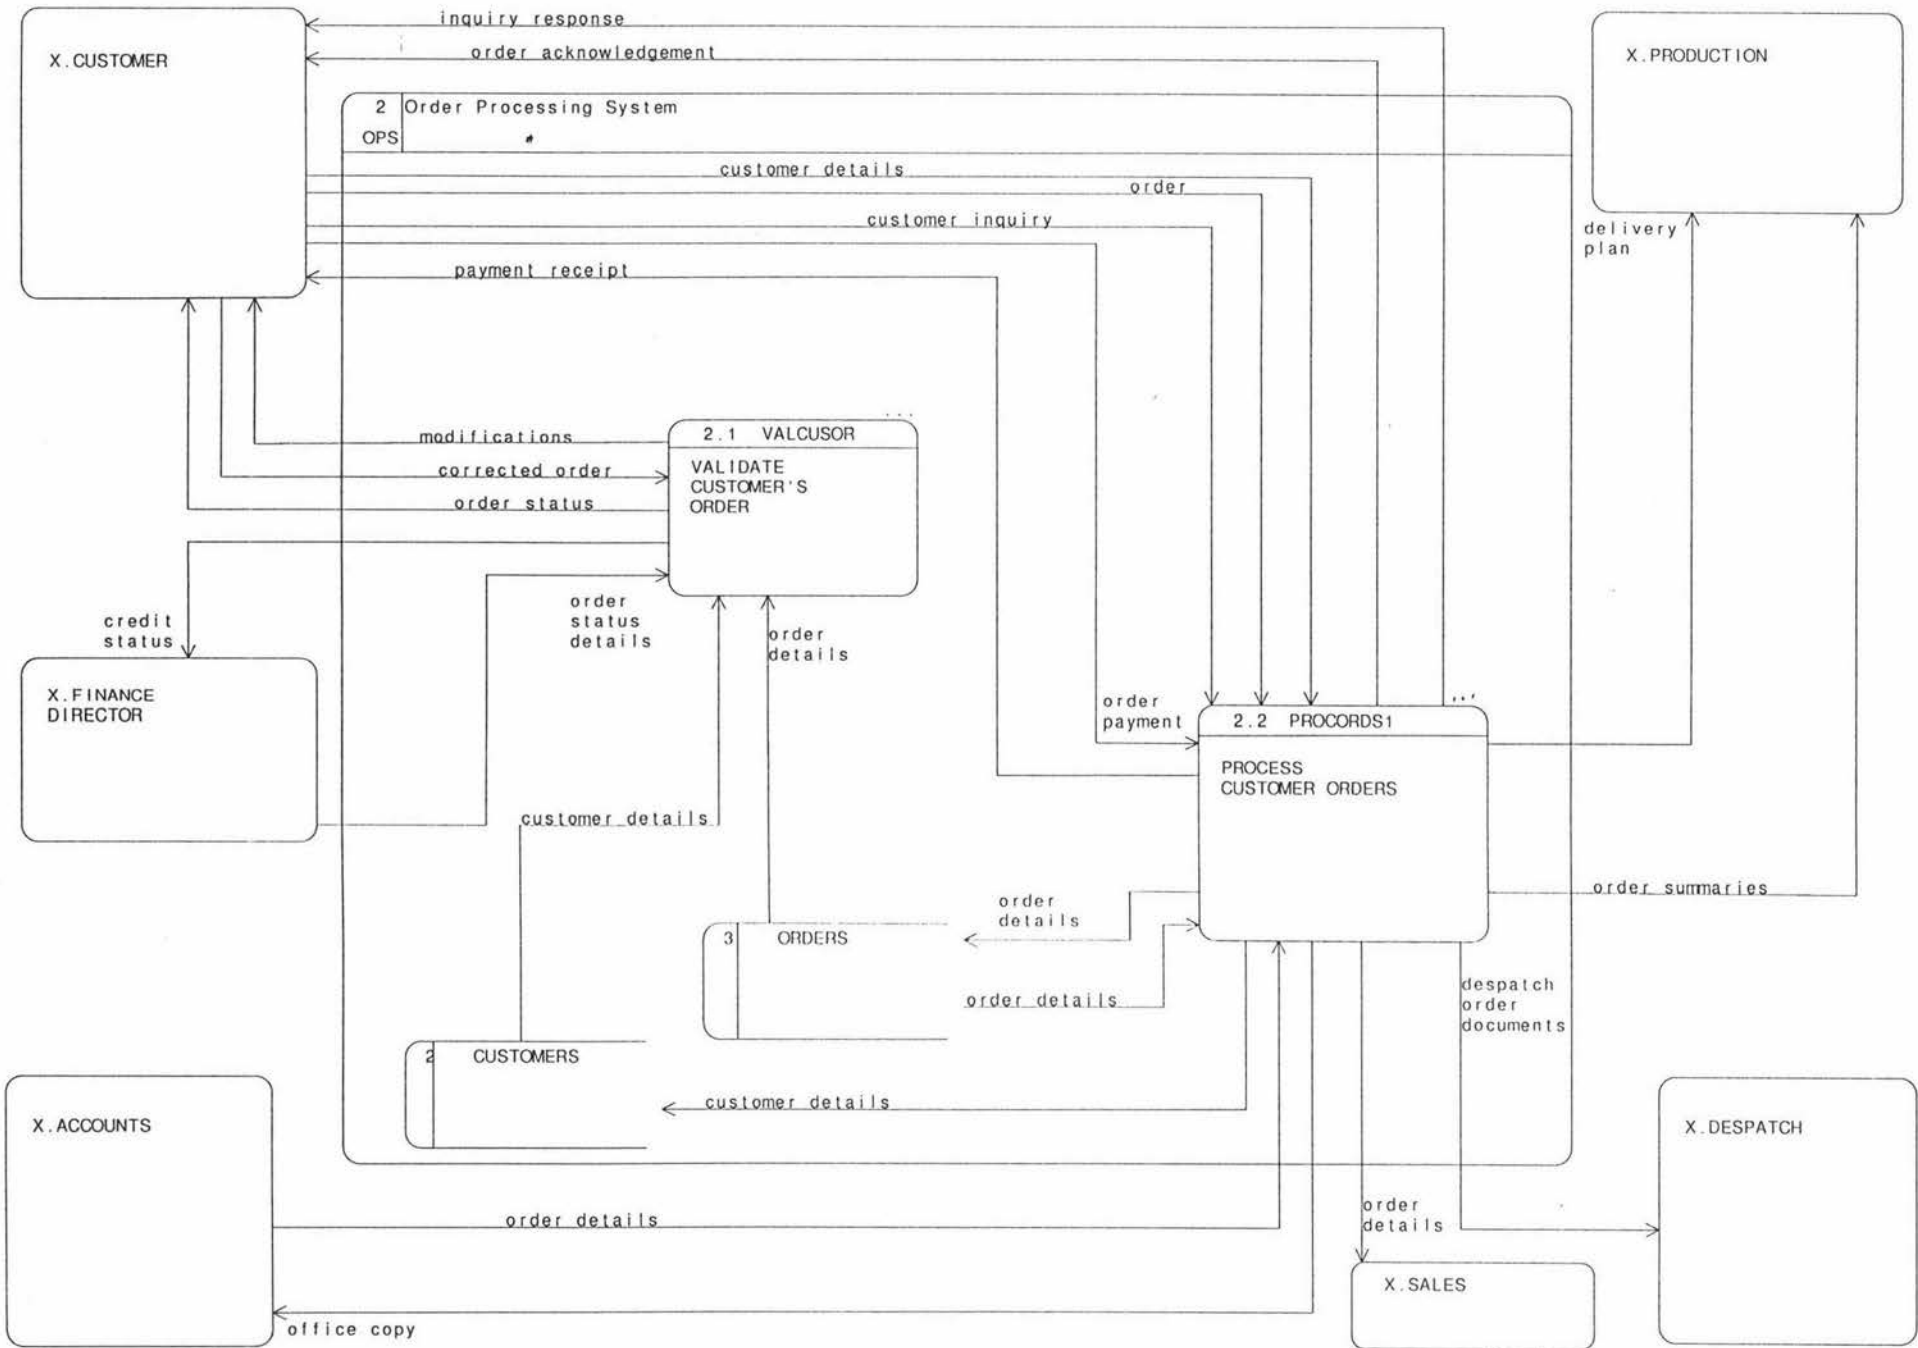 inquiry response
X.CUSTOMER
order acknowledgement
X.PRODUCTION
2 Order Processing System
OPS
customer details
order
customer inquiry
delivery
plan
payment receipt
2.1 VALCUSOR
modifications
VALIDATE
CUSTOMER'S
ORDER
corrected order
order status
order
status
details
credit
status
order
details
X.FINANCE
DIRECTOR
order
payment
2.2 PROCORDS1
PROCESS
CUSTOMER ORDERS
customer details
order summaries
order
details
3 ORDERS
order details
despatch
order
documents
2 CUSTOMERS
customer details
X.ACCOUNTS
X.DESPATCH
order details
order
details
X.SALES
office copy